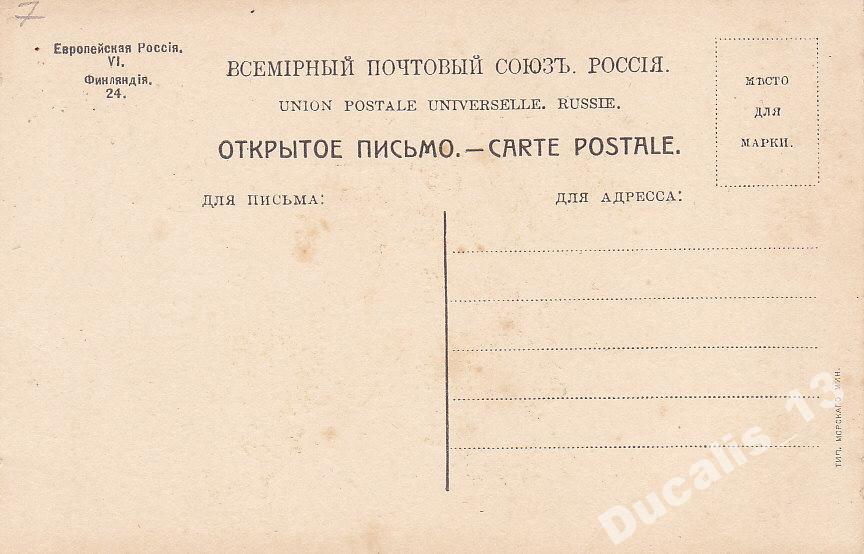 7
Европейская Россія.
VI.
Финляндія.
24.
ВСЕМІРНЫЙ ПОЧТОВЫЙ СОЮЗЪ. РОССІЯ.
UNION POSTALE UNIVERSELLE. RUSSIE.
ОТКРЫТОЕ ПИСЬМО.—CARTE POSTALE.
МѢСТО
ДЛЯ
МАРКИ.
ДЛЯ ПИСЬМА:
ДЛЯ АДРЕССА:
ТИП. МОРСКАГО МИН.
Ducalis_13